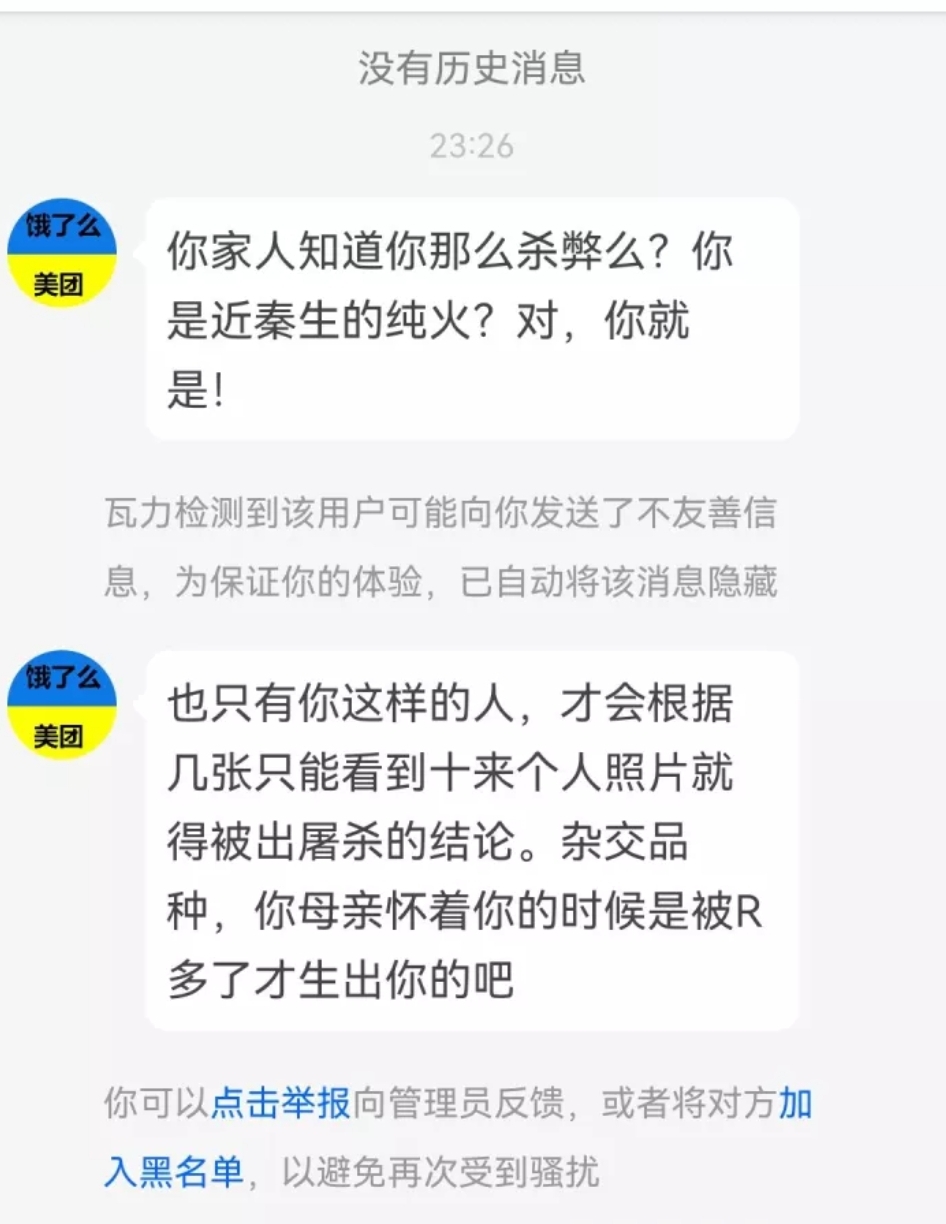 没有历史消息
23:26
饿了么
美团
你家人知道你那么杀弊么？你
是近秦生的纯火？对，你就
是！
瓦力检测到该用户可能向你发送了不友善信
息，为保证你的体验，已自动将该消息隐藏
饿了么
美团
也只有你这样的人，才会根据
几张只能看到十来个人照片就
得被出屠杀的结论。杂交品
种，你母亲怀着你的时候是被R
多了才生出你的吧
你可以点击举报向管理员反馈，或者将对方加
入黑名单，以避免再次受到骚扰